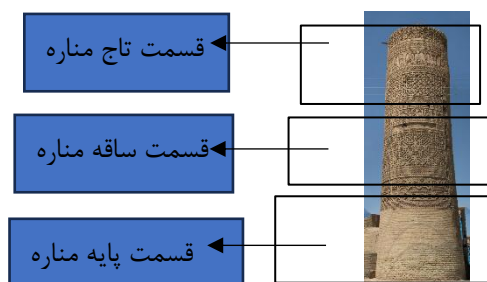 قسمت تاج مناره
قسمت ساقه مناره
قسمت پایه مناره